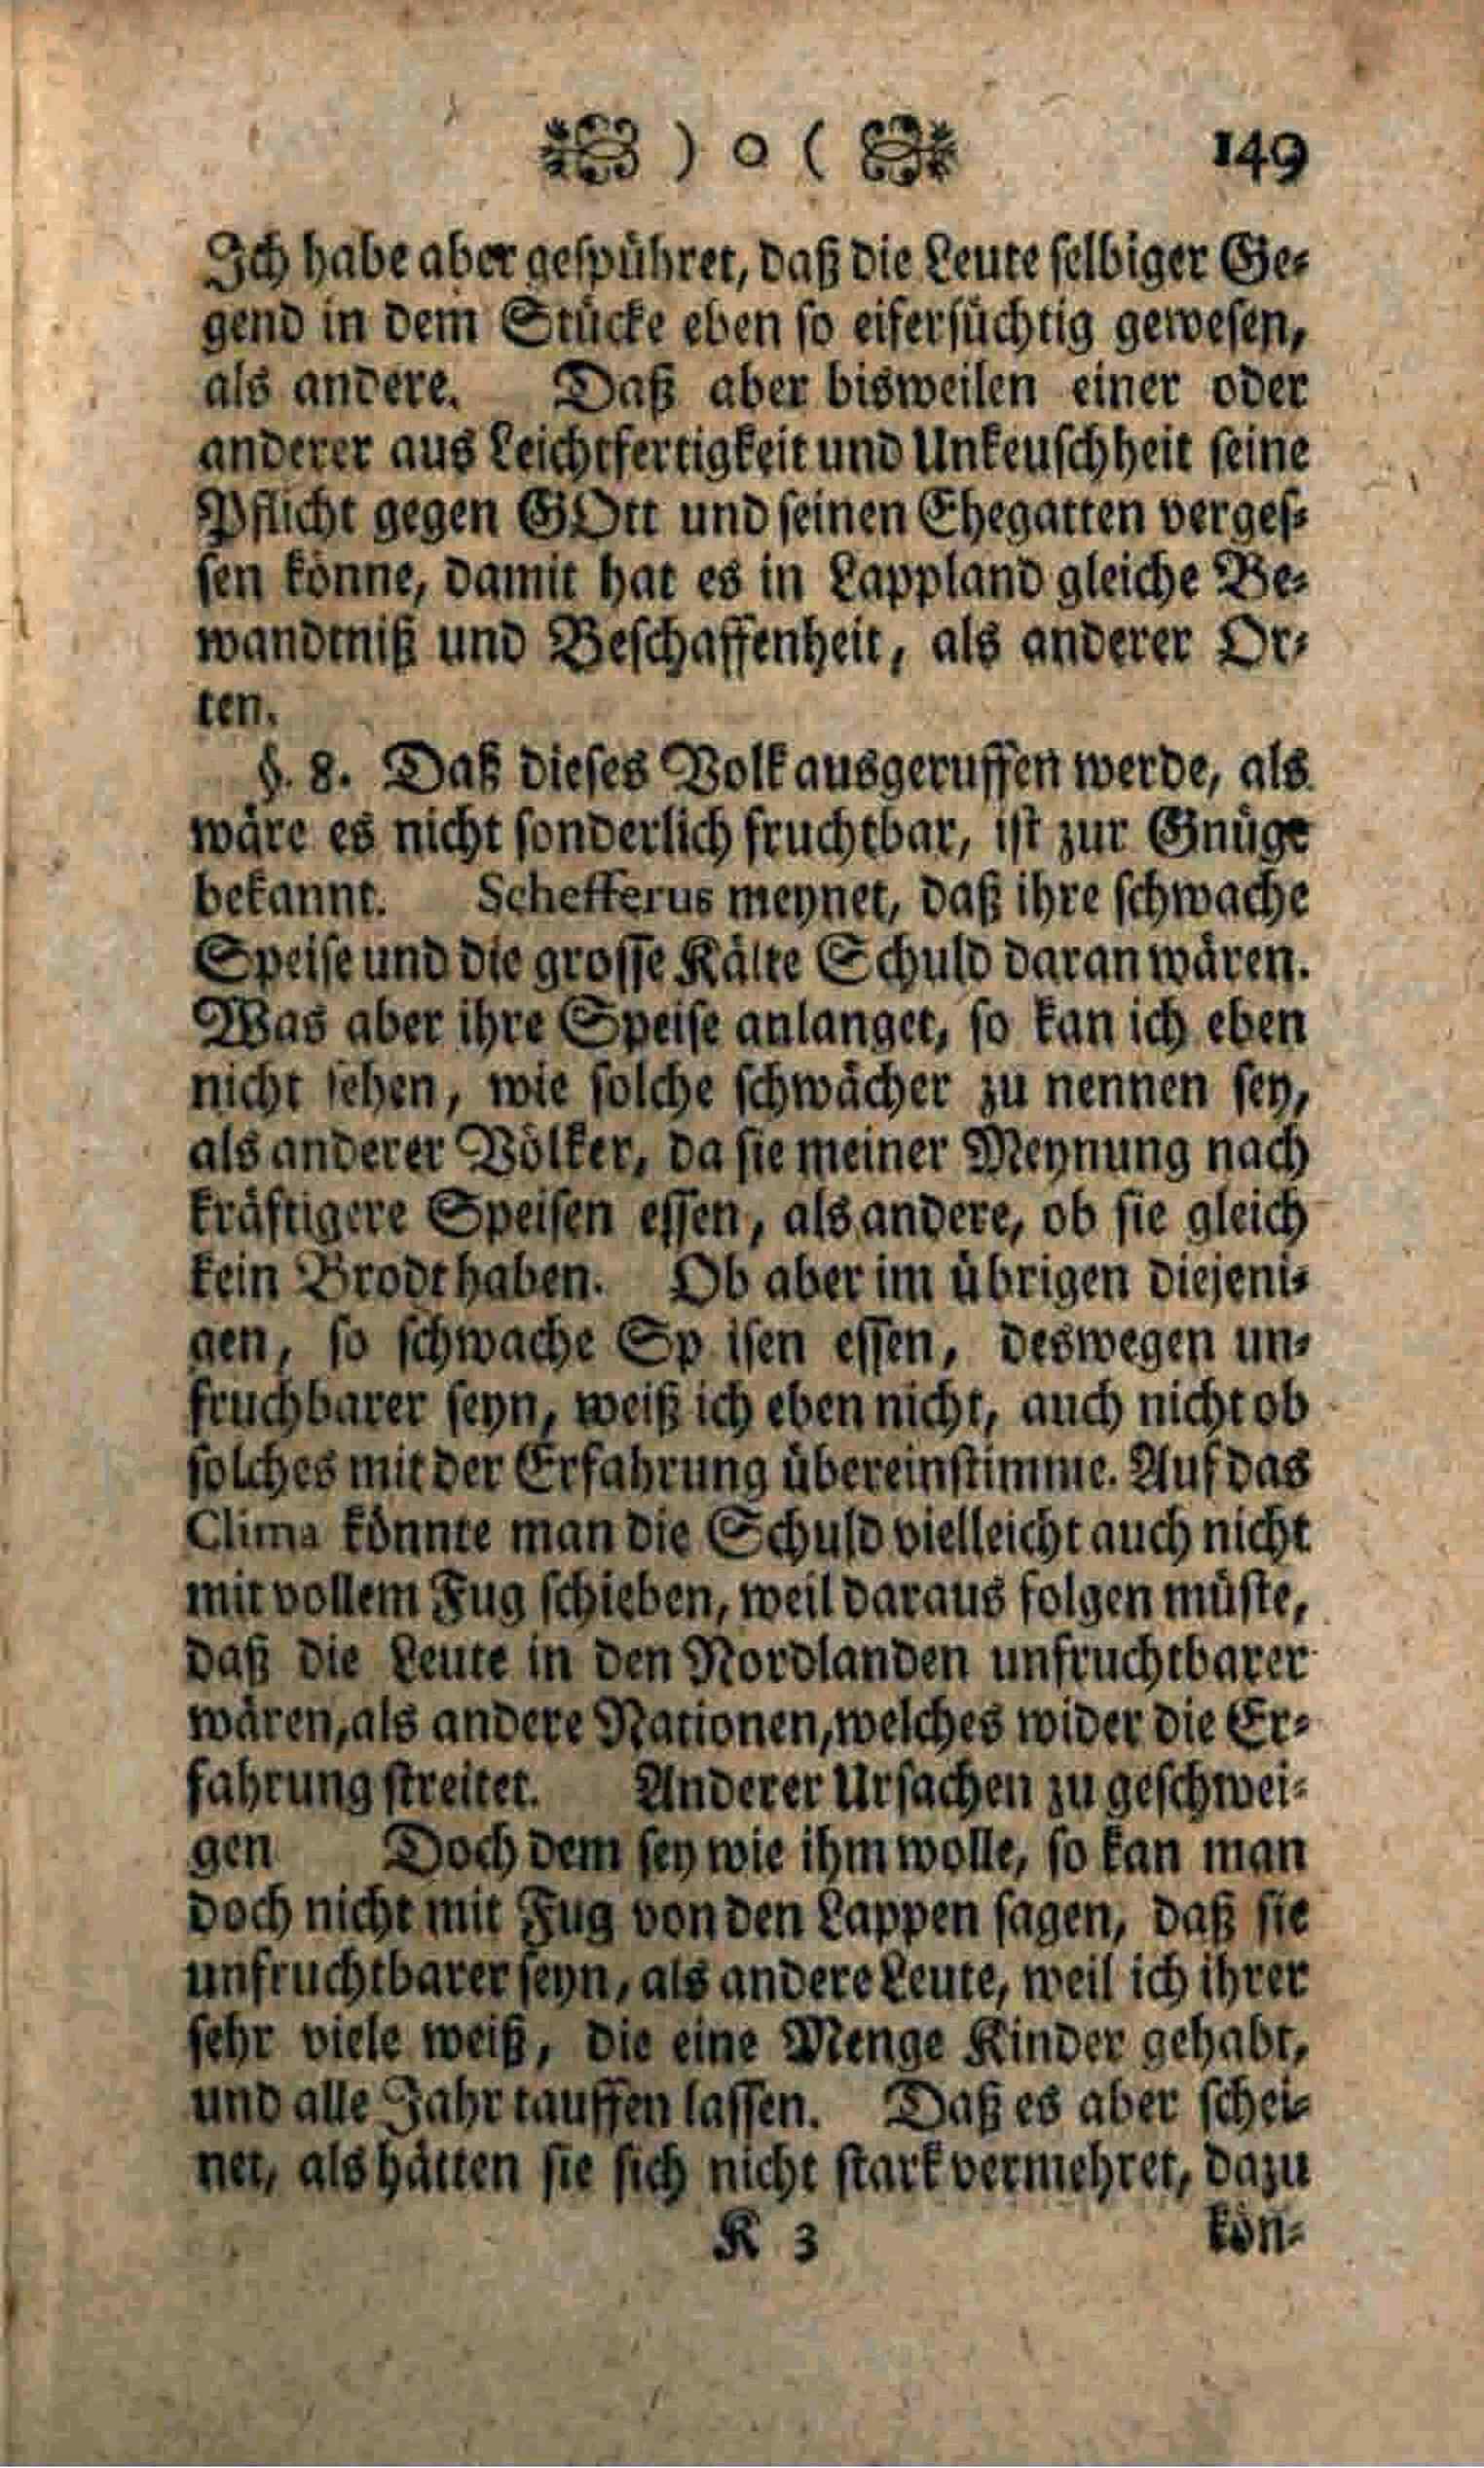 ) o ( 149
Ich habe aber gespühret, daß die Leute selbiger Ge-
gend in dem Stücke eben so eifersüchtig gewesen,
als andere. Daß aber bisweilen einer oder
anderer aus Leichtfertigkeit und Unkeuschheit seine
Pflicht gegen GOtt und seinen Ehegatten verges-
sen könne, damit hat es in Lappland gleiche Be-
wandtniß und Beschaffenheit, als anderer Or-
ten.
§. 8. Daß dieses Volk ausgeruffen werde, als
wäre es nicht sonderlich fruchtbar, ist zur Gnüge
bekannt. Schefferus meynet, daß ihre schwache
Speise und die grosse Kälte Schuld daran wären.
Was aber ihre Speise anlanget, so kan ich eben
nicht sehen, wie solche schwächer zu nennen sey,
als anderer Völker, da sie meiner Meynung nach
kräftigere Speisen essen, als andere, ob sie gleich
kein Brodt haben. Ob aber im übrigen diejeni-
gen, so schwache Sp isen essen, deswegen un-
fruchbarer seyn, weiß ich eben nicht, auch nicht ob
solches mit der Erfahrung übereinstimme. Auf das
Clima könnte man die Schuld vielleicht auch nicht
mit vollem Fug schieben, weil daraus folgen müste,
daß die Leute in den Nordlanden unfruchtbarer
wären, als andere Nationen, welches wider die Er-
fahrung streitet. Anderer Ursachen zu geschwei-
gen Doch dem sey wie ihm wolle, so kan man
doch nicht mit Fug von den Lappen sagen, daß sie
unfruchtbarer seyn, als andere Leute, weil ich ihrer
sehr viele weiß, die eine Menge Kinder gehabt,
und alle Jahr tauffen lassen. Daß es aber schei-
net, als hätten sie sich nicht stark vermehret, dazu
K 3 kön-